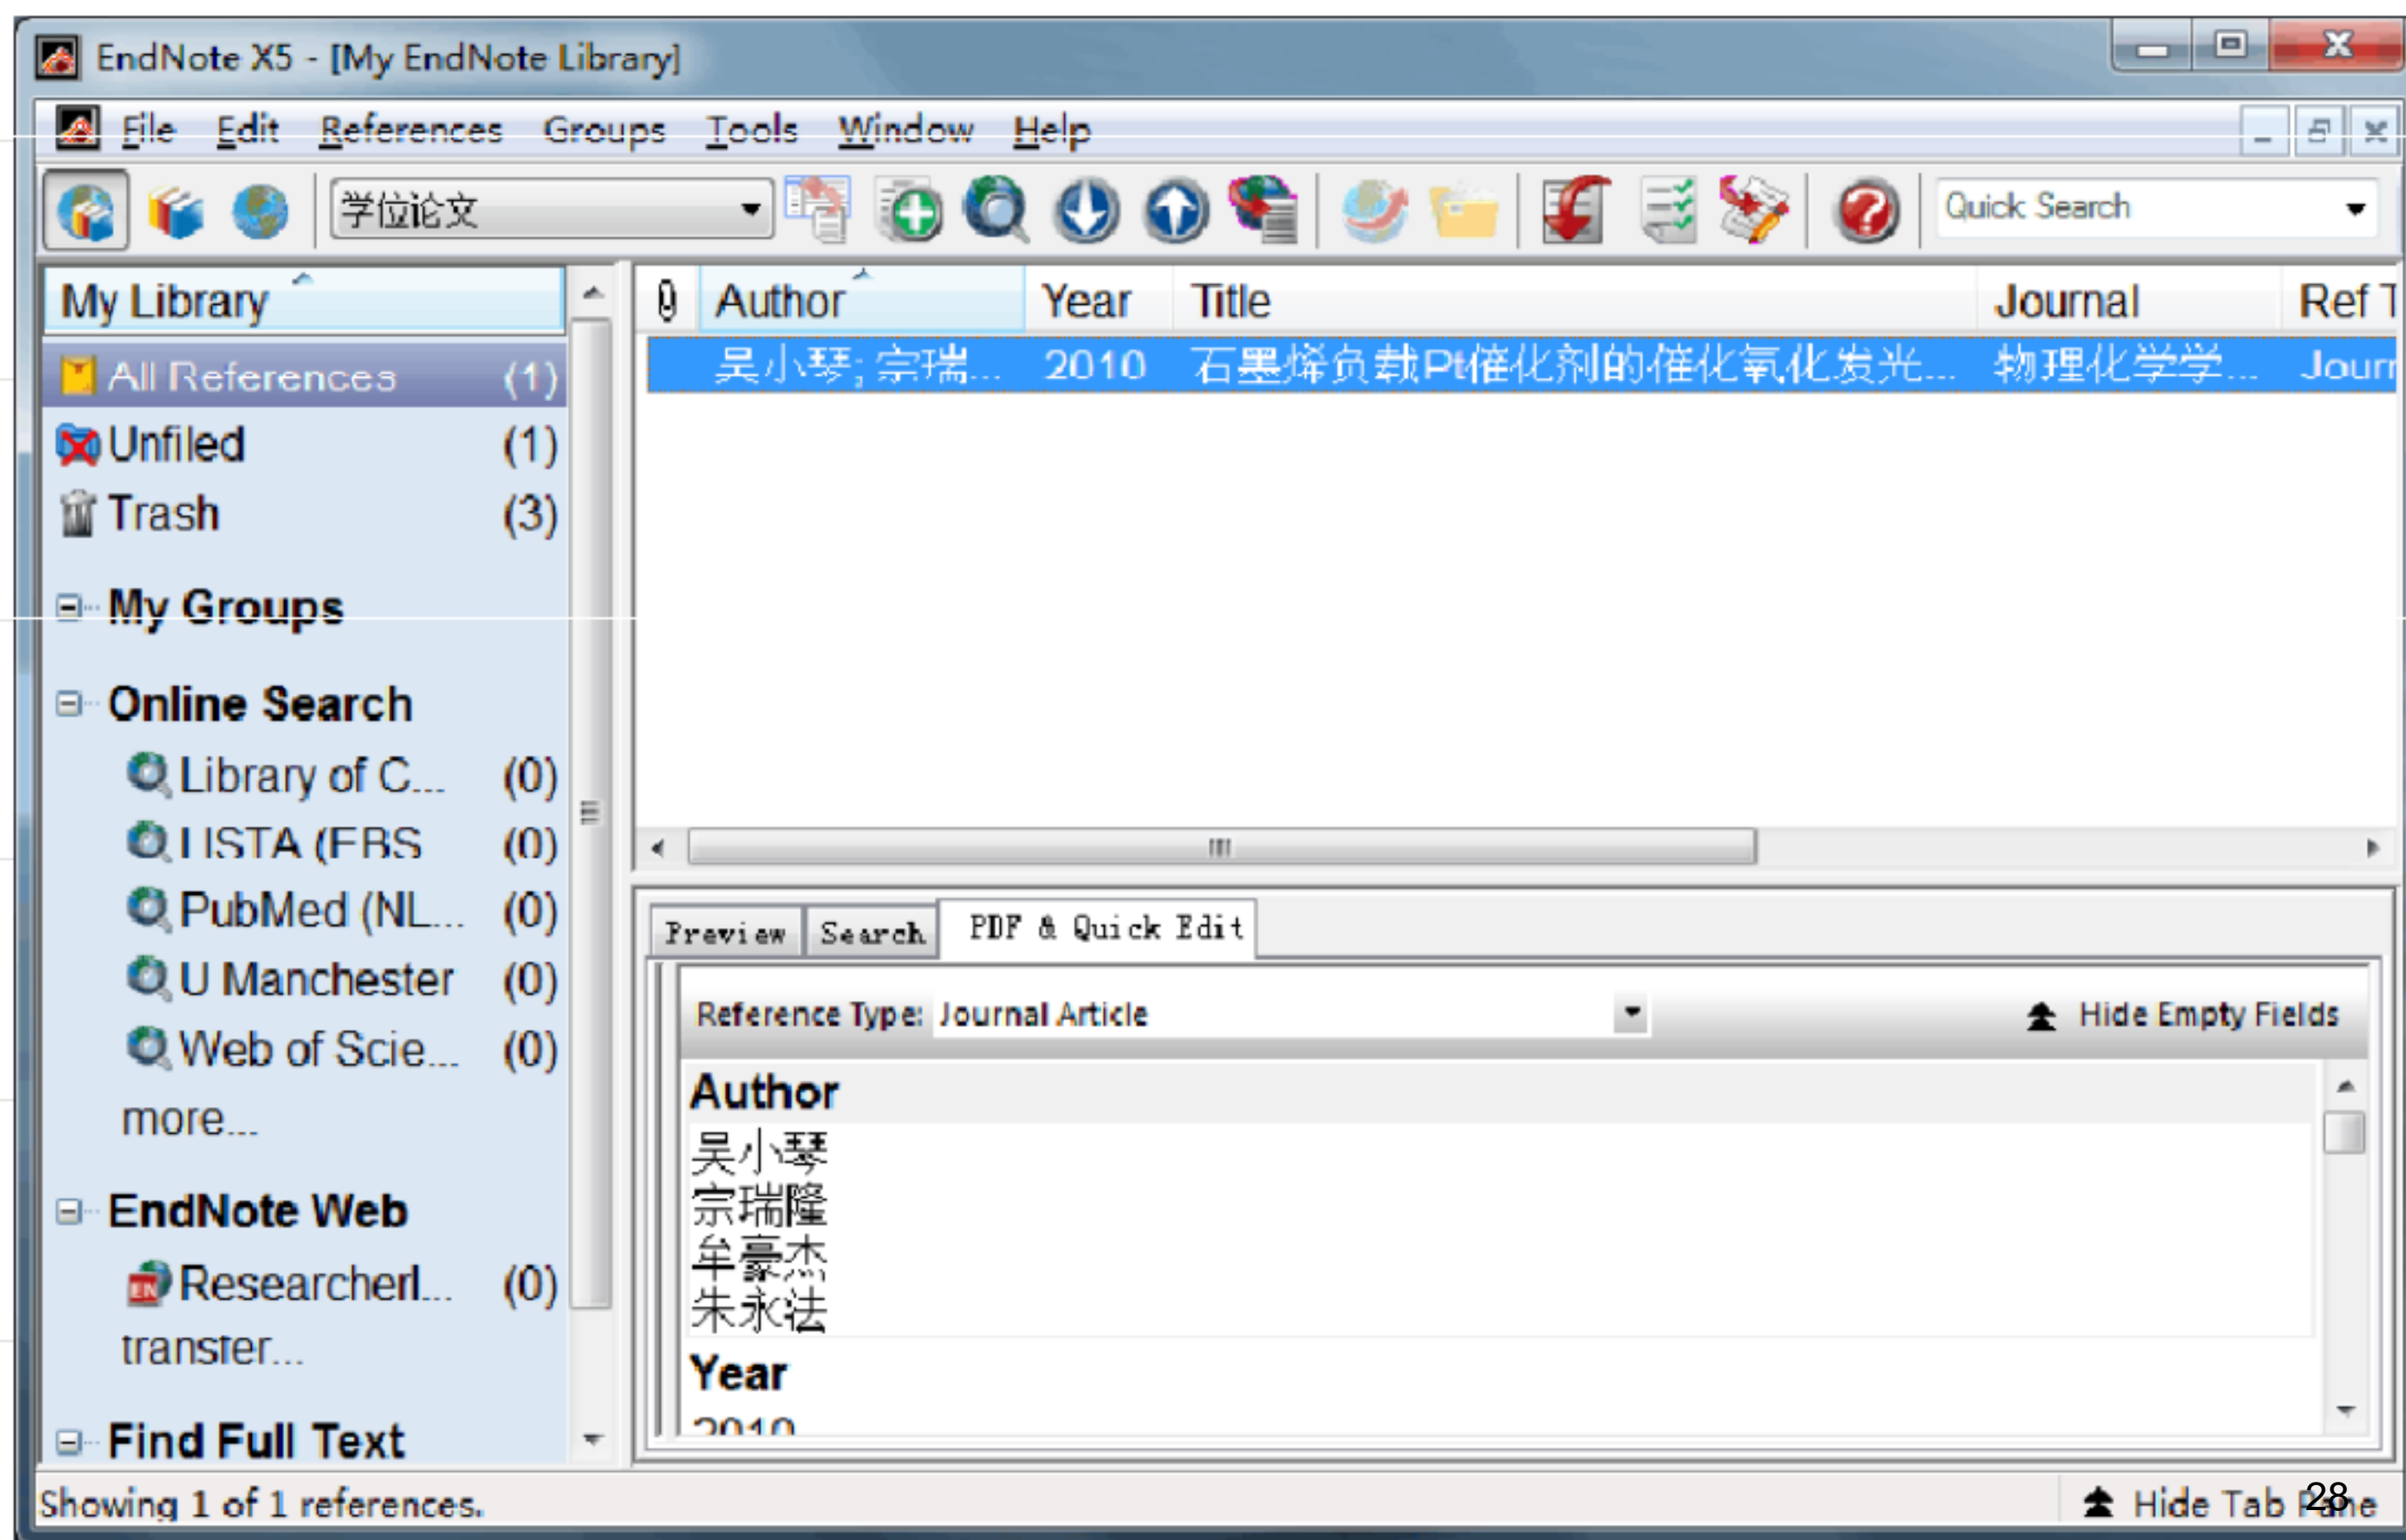 EndNote X5 - [My EndNote Library]
File Edit References Groups Tools Window Help
学位论文 Quick Search
My Library
All References (1)
Unfiled (1)
Trash (3)
My Groups
Online Search
Library of C... (0)
LISTA (EBS (0)
PubMed (NL... (0)
U Manchester (0)
Web of Scie... (0)
more...
EndNote Web
ResearcherI... (0)
transfer...
Find Full Text
Author Year Title Journal Ref T
吴小琴; 宗瑞... 2010 石墨烯负载Pt催化剂的催化氧化发光... 物理化学学... Journ
Preview Search PDF & Quick Edit
Reference Type: Journal Article Hide Empty Fields
Author
吴小琴
宗瑞隆
牟豪杰
朱永法
Year
2010
Showing 1 of 1 references. Hide Tab Pane
28